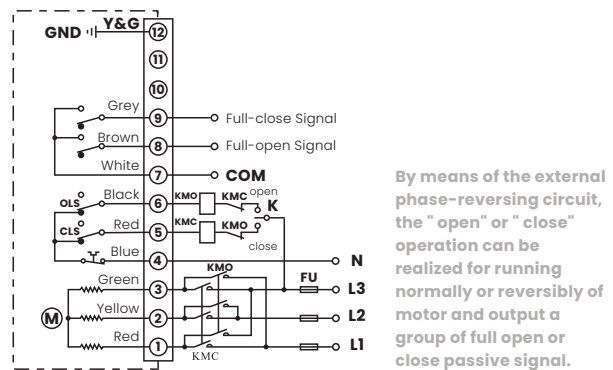 GND
Y&G
12
11
10
Grey
9
Full-close Signal
Brown
8
Full-open Signal
White
7
COM
Black
6
KMO
KMC
open
K
OLS
Red
5
KMC
KMO
close
CLS
Blue
4
N
KMO
Green
3
FU
L3
Yellow
2
L2
M
Red
1
KMC
L1
By means of the external
phase-reversing circuit,
the " open" or " close"
operation can be
realized for running
normally or reversibly of
motor and output a
group of full open or
close passive signal.